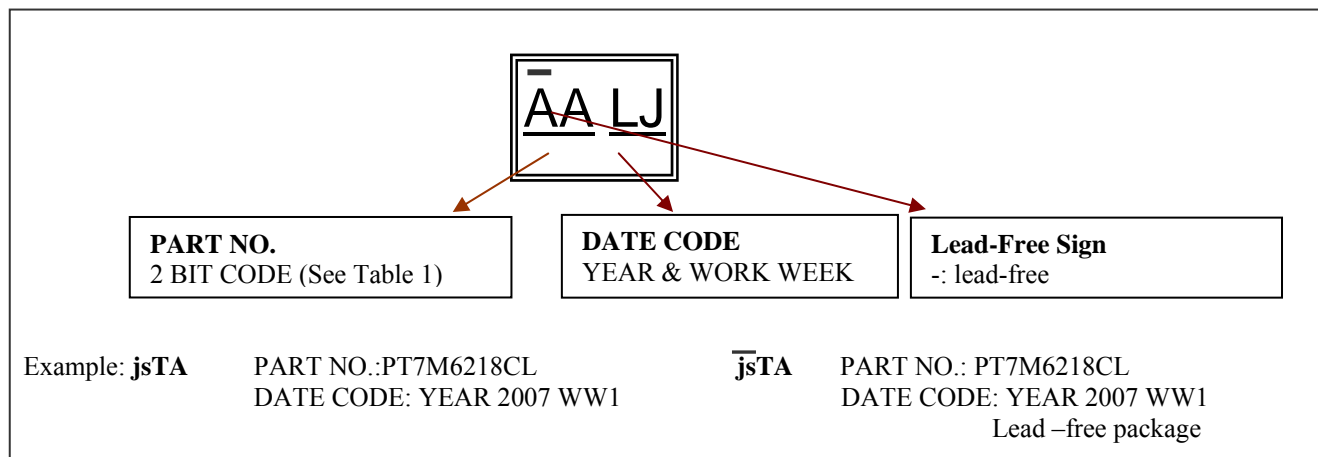 AA LJ
PART NO.
2 BIT CODE (See Table 1)
DATE CODE
YEAR & WORK WEEK
Lead-Free Sign
-: lead-free
Example: jsTA PART NO.:PT7M6218CL
DATE CODE: YEAR 2007 WW1
jsTA PART NO.: PT7M6218CL
DATE CODE: YEAR 2007 WW1
Lead –free package